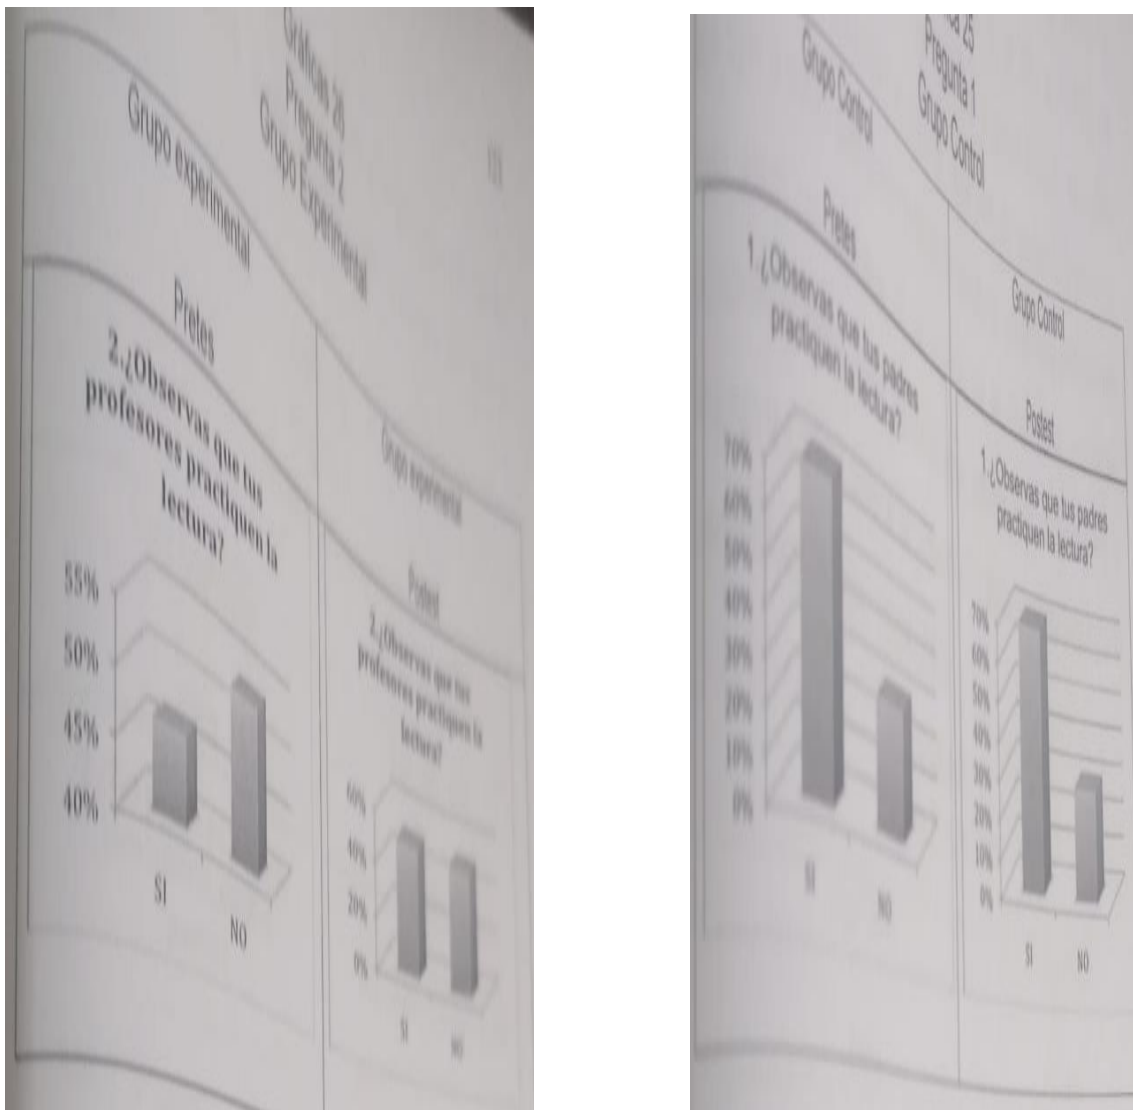 Gráficas 26
Pregunta 2
Grupo Experimental
Grupo experimental
Grupo experimental
Pretes
Postest
2.¿Observas que tus
profesores practiquen la
lectura?
55%
50%
45%
40%
SI
NO
2.¿Observas que tus
profesores practiquen la
lectura?
60%
40%
20%
0%
SI
NO
25
Pregunta 1
Grupo Control
Grupo Control
Grupo Control
Pretes
Postest
1.¿Observas que tus padres
practiquen la lectura?
70%
60%
50%
40%
30%
20%
10%
0%
SI
NO
1.¿Observas que tus padres
practiquen la lectura?
70%
60%
50%
40%
30%
20%
10%
0%
SI
NO